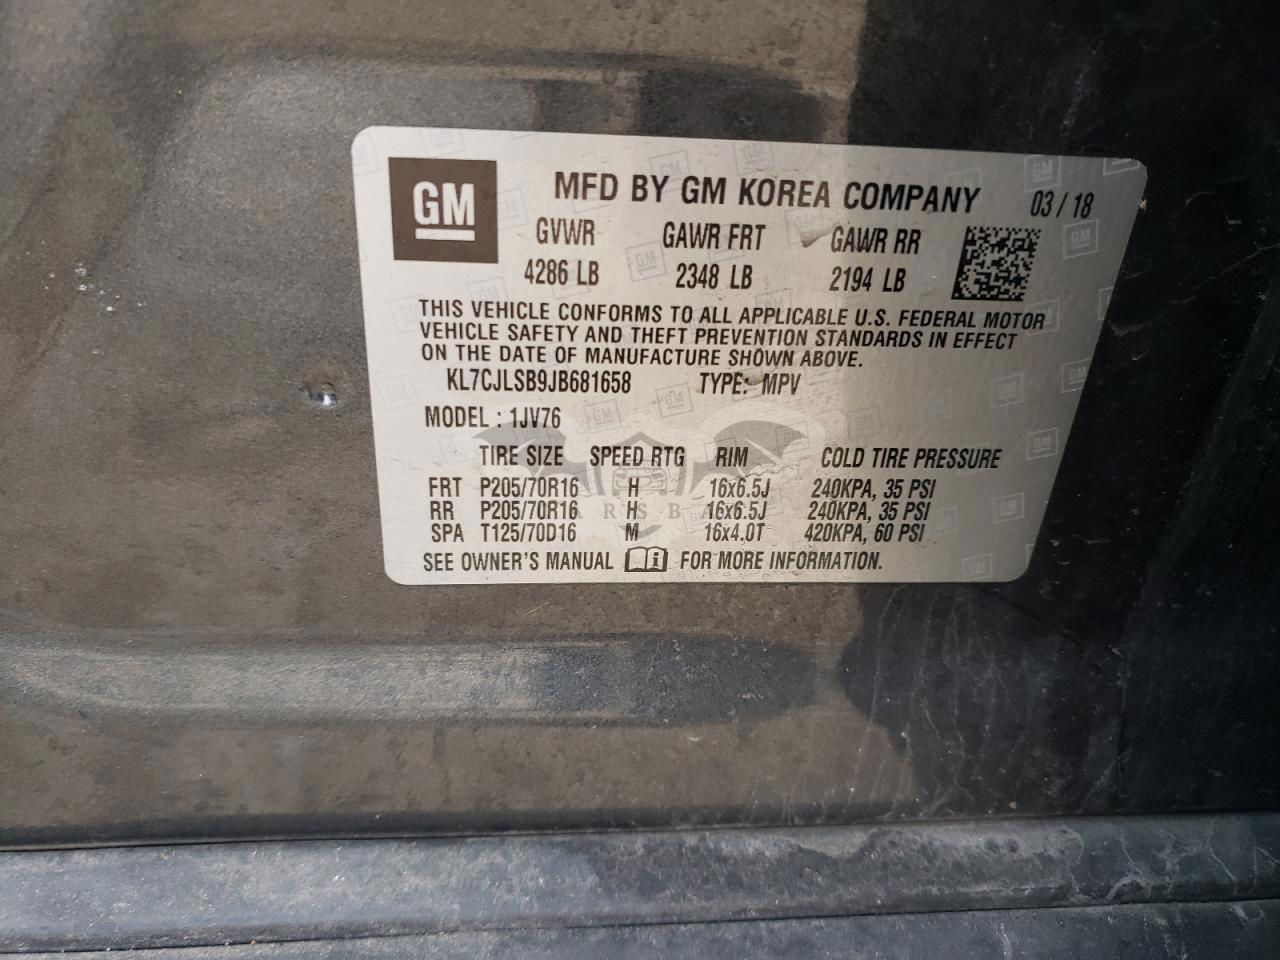 GM
MFD BY GM KOREA COMPANY 03 / 18
GVWR GAWR FRT GAWR RR
4286 LB 2348 LB 2194 LB
THIS VEHICLE CONFORMS TO ALL APPLICABLE U.S. FEDERAL MOTOR
VEHICLE SAFETY AND THEFT PREVENTION STANDARDS IN EFFECT
ON THE DATE OF MANUFACTURE SHOWN ABOVE.
KL7CJLSB9JB681658 TYPE: MPV
MODEL : 1JV76
TIRE SIZE SPEED RTG RIM COLD TIRE PRESSURE
FRT P205/70R16 H 16x6.5J 240KPA, 35 PSI
RR P205/70R16 H 16x6.5J 240KPA, 35 PSI
SPA T125/70D16 M 16x4.0T 420KPA, 60 PSI
SEE OWNER'S MANUAL FOR MORE INFORMATION.